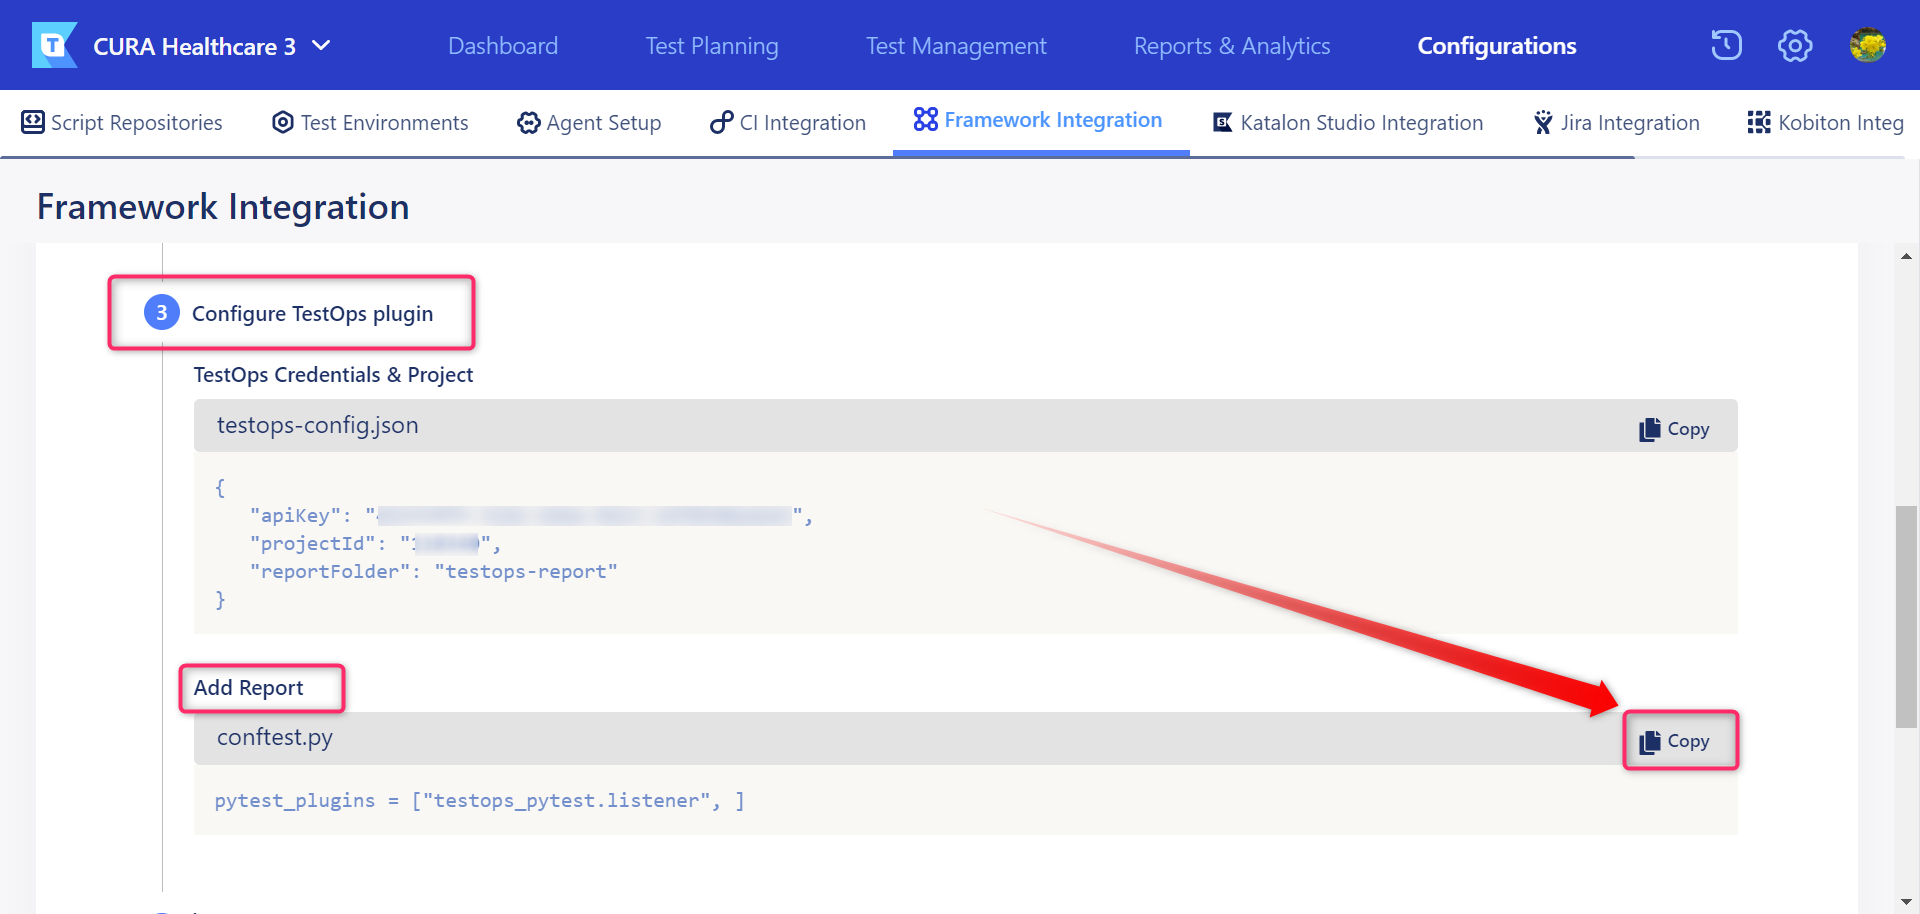 T CURA Healthcare 3 Dashboard Test Planning Test Management Reports & Analytics Configurations
Script Repositories Test Environments Agent Setup CI Integration Framework Integration Katalon Studio Integration Jira Integration Kobiton Integ
Framework Integration
3 Configure TestOps plugin
TestOps Credentials & Project
testops-config.json Copy
{
"apiKey": "",
"projectId": "",
"reportFolder": "testops-report"
}
Add Report
conftest.py Copy
pytest_plugins = ["testops_pytest.listener", ]